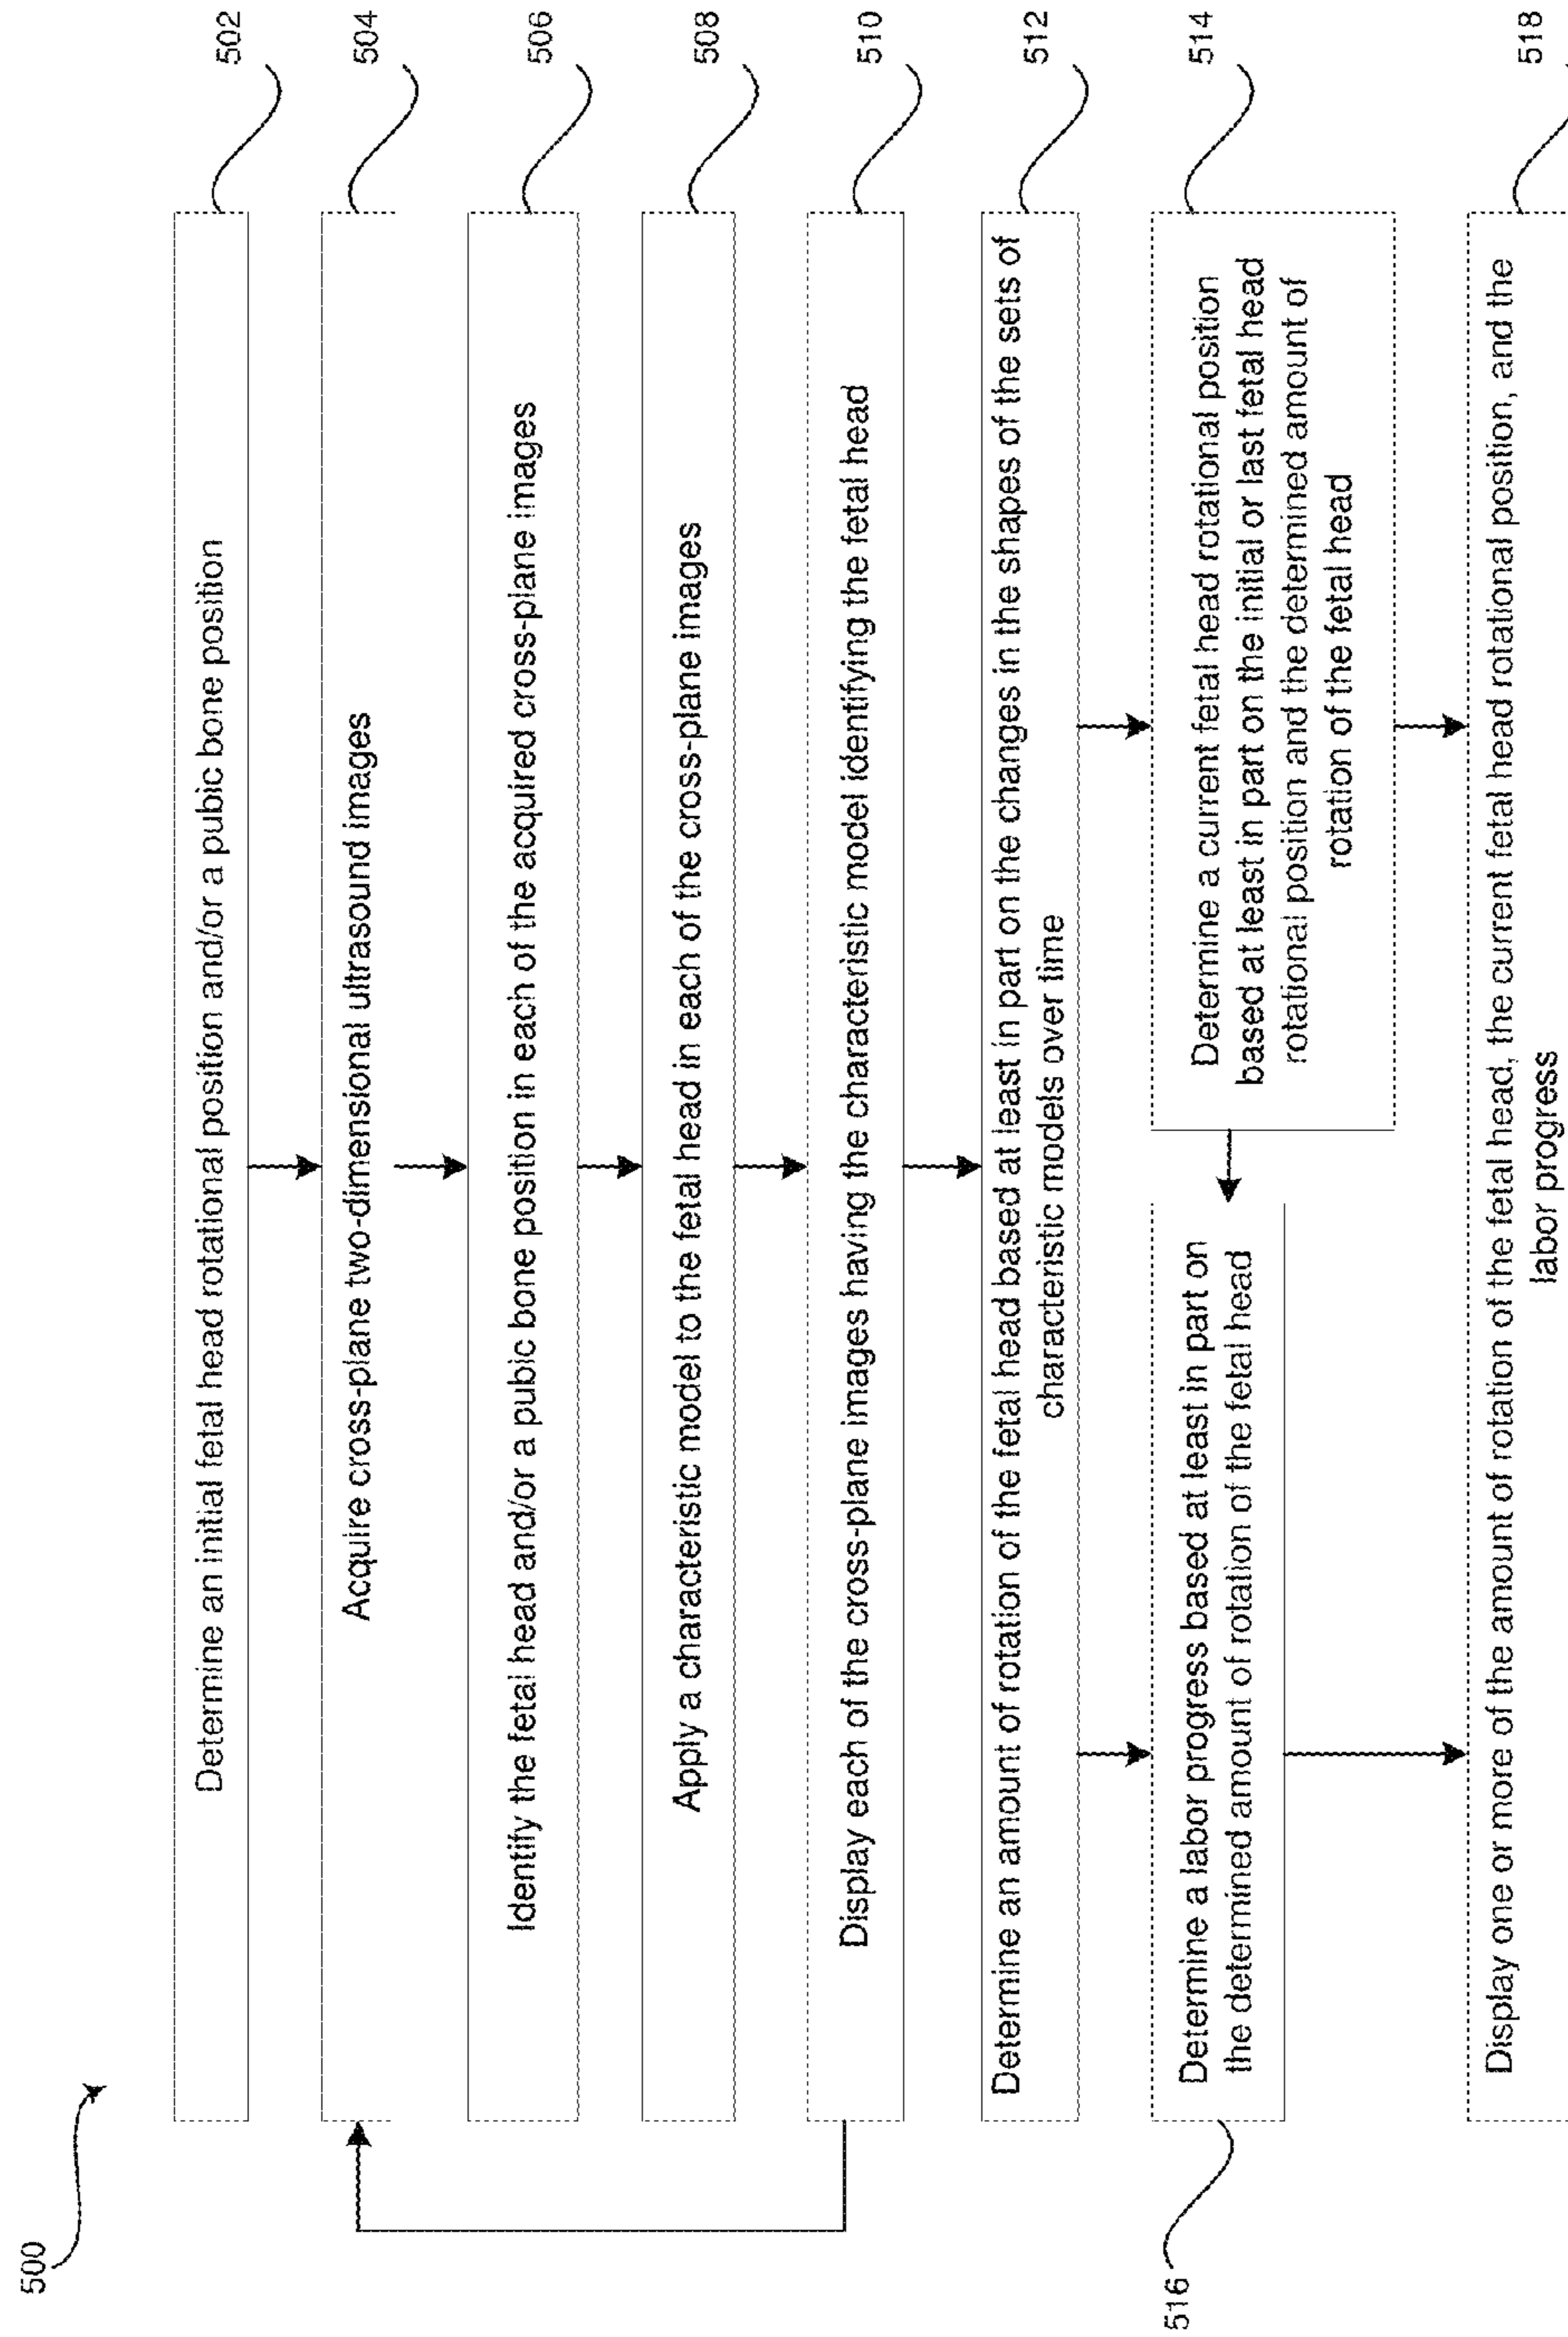 500
Determine an initial fetal head rotational position and/or a pubic bone position
502
Acquire cross-plane two-dimensional ultrasound images
504
Identify the fetal head and/or a pubic bone position in each of the acquired cross-plane images
506
Apply a characteristic model to the fetal head in each of the cross-plane images
508
Display each of the cross-plane images having the characteristic model identifying the fetal head
510
Determine an amount of rotation of the fetal head based at least in part on the changes in the shapes of the sets of
characteristic models over time
512
Determine a current fetal head rotational position
based at least in part on the initial or last fetal head
rotational position and the determined amount of
rotation of the fetal head
514
Determine a labor progress based at least in part on
the determined amount of rotation of the fetal head
516
Display one or more of the amount of rotation of the fetal head, the current fetal head rotational position, and the
labor progress
518